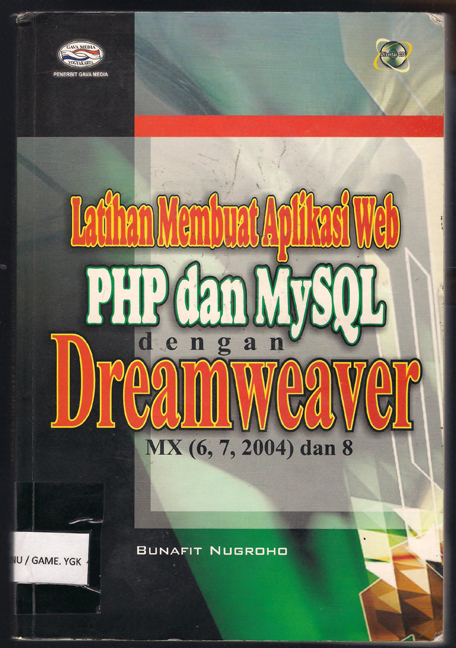 GAVA MEDIA
YOGYAKARTA
PENERBIT GAVA MEDIA
Latihan Membuat Aplikasi Web
PHP dan MySQL
dengan
Dreamweaver
MX (6, 7, 2004) dan 8
BUNAFIT NUGROHO
NU / GAME. YGK